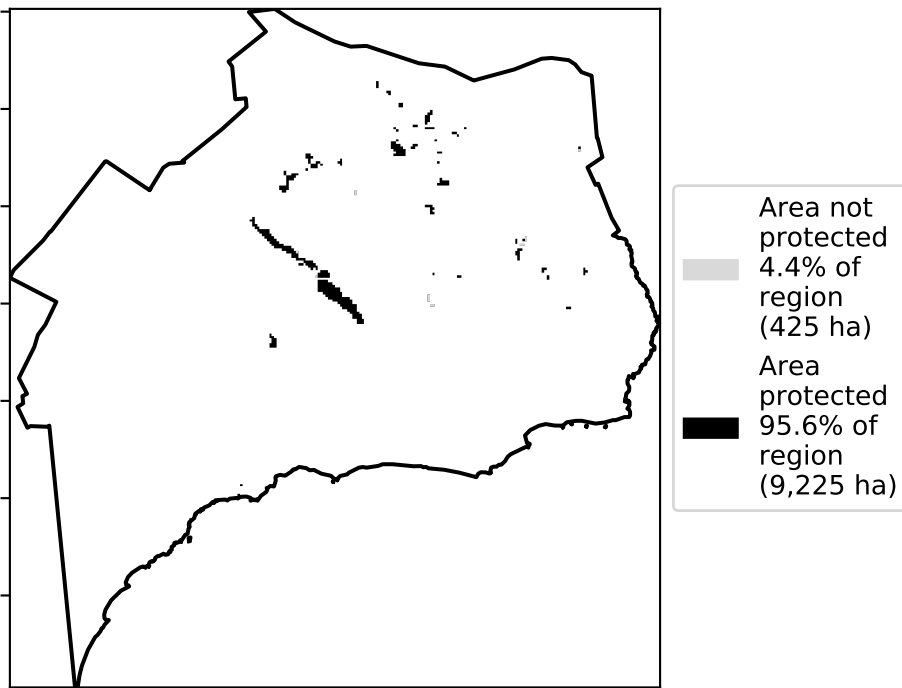 Area not
protected
4.4% of
region
(425 ha)
Area
protected
95.6% of
region
(9,225 ha)